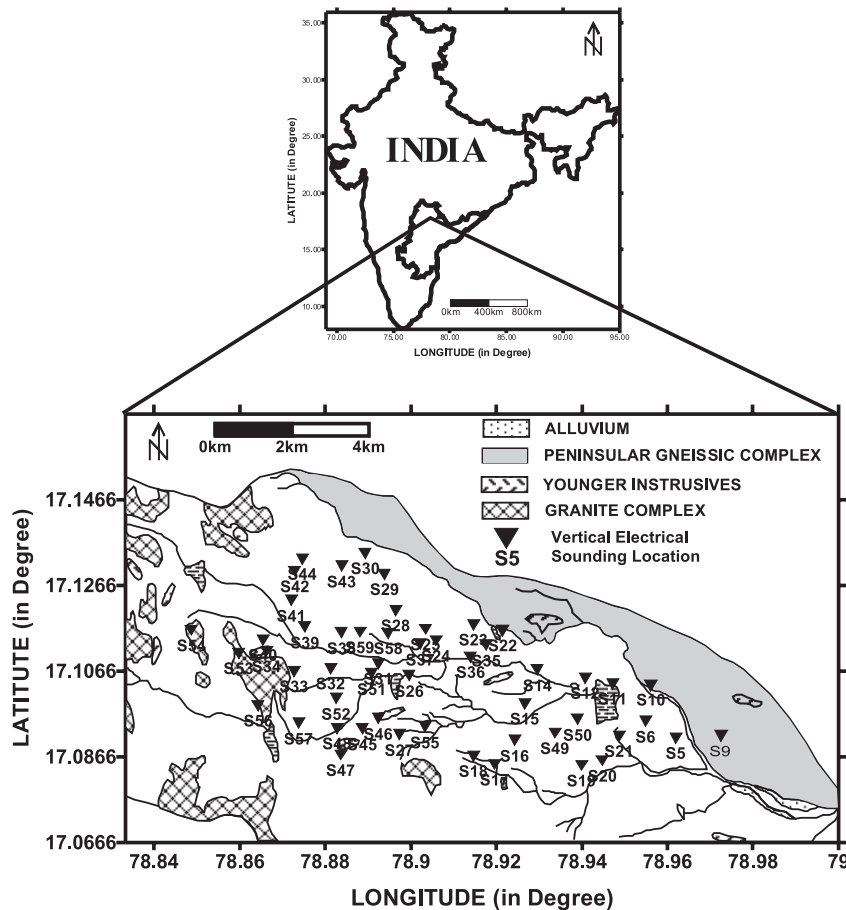 N
35.00
30.00
25.00
20.00
15.00
10.00
LATITUTE (in Degree)
INDIA
0km 400km 800km
70.00 75.00 80.00 85.00 90.00 95.00
LONGITUDE (in Degree)
N
0km 2km 4km
ALLUVIUM
PENINSULAR GNEISSIC COMPLEX
YOUNGER INSTRUSIVES
GRANITE COMPLEX
S5
Vertical Electrical
Sounding Location
LATITUTE (in Degree)
17.1466
17.1266
17.1066
17.0866
17.0666
S44 S43 S30
S42 S29
S41
S28
S39 S59 S58 S23 S22
S54 S24
S53 S34 S35
S33 S32 S31 S26 S36 S14 S12 S11 S10
S51
S56 S52 S15
S57 S45 S46 S55 S50 S6
S27 S49 S21 S5 S9
S47 S16
S18 S19 S20
78.84 78.86 78.88 78.9 78.92 78.94 78.96 78.98 79
LONGITUDE (in Degree)